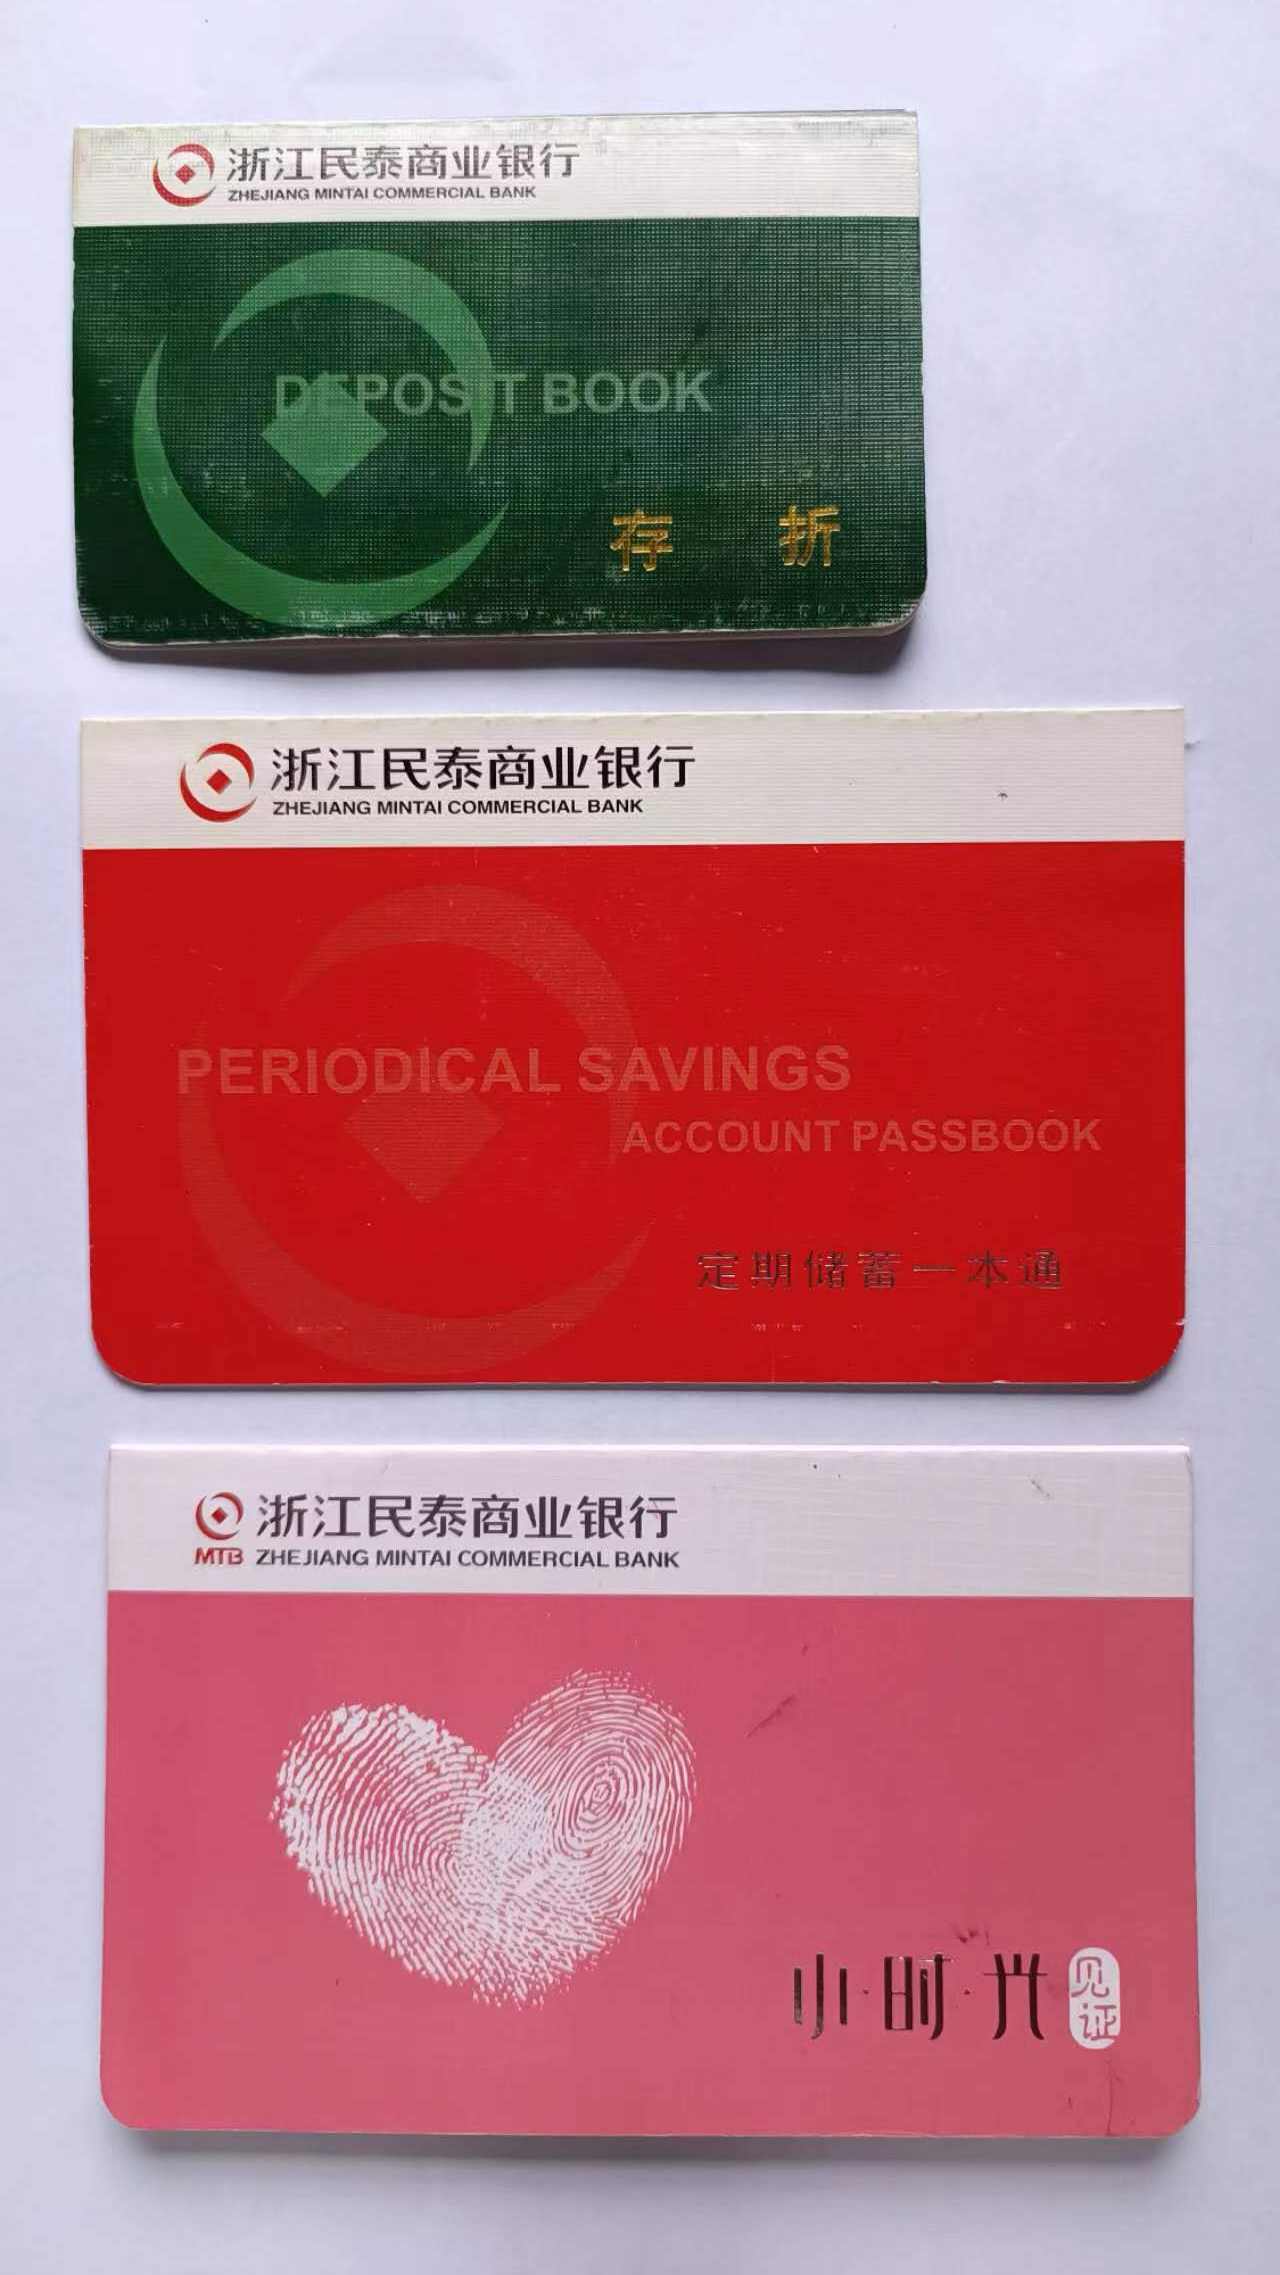 浙江民泰商业银行
ZHEJIANG MINTAI COMMERCIAL BANK
DEPOSIT BOOK
存 折
浙江民泰商业银行
ZHEJIANG MINTAI COMMERCIAL BANK
PERIODICAL SAVINGS
ACCOUNT PASSBOOK
定期储蓄一本通
浙江民泰商业银行
MTB ZHEJIANG MINTAI COMMERCIAL BANK
小·时·光 见证